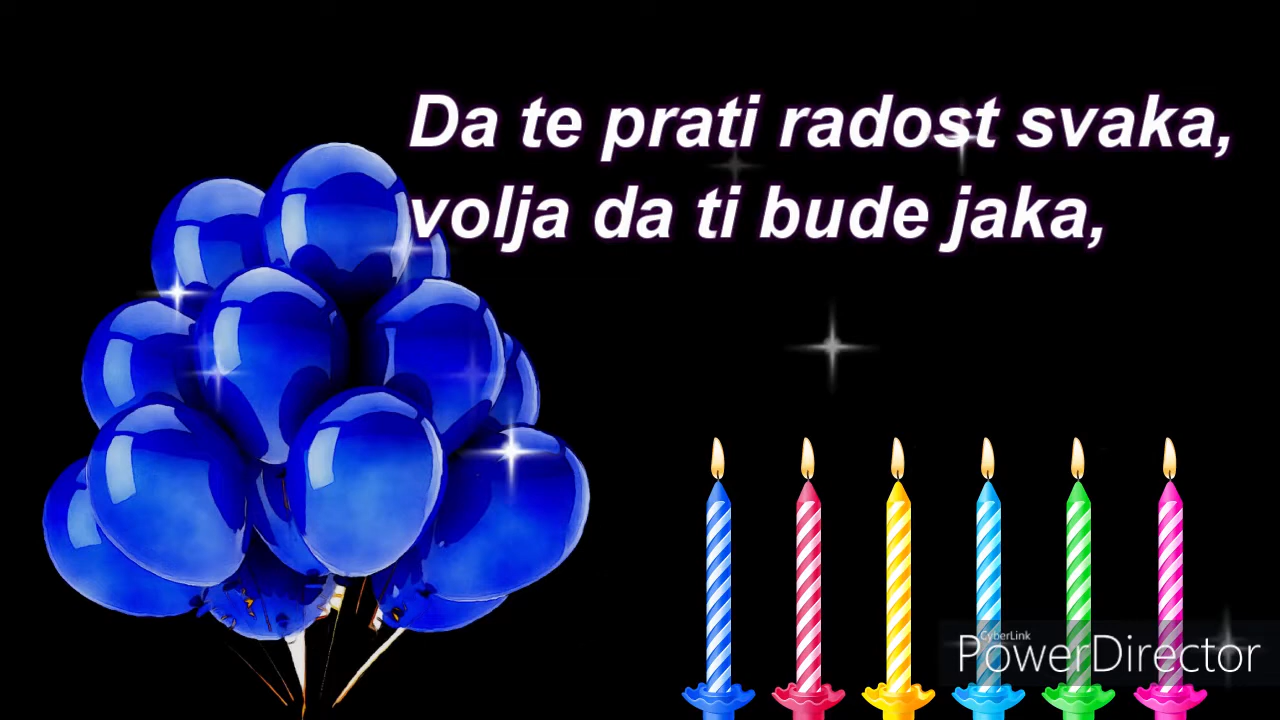 Da te prati radost svaka,
volja da ti bude jaka,
CyberLink
PowerDirector